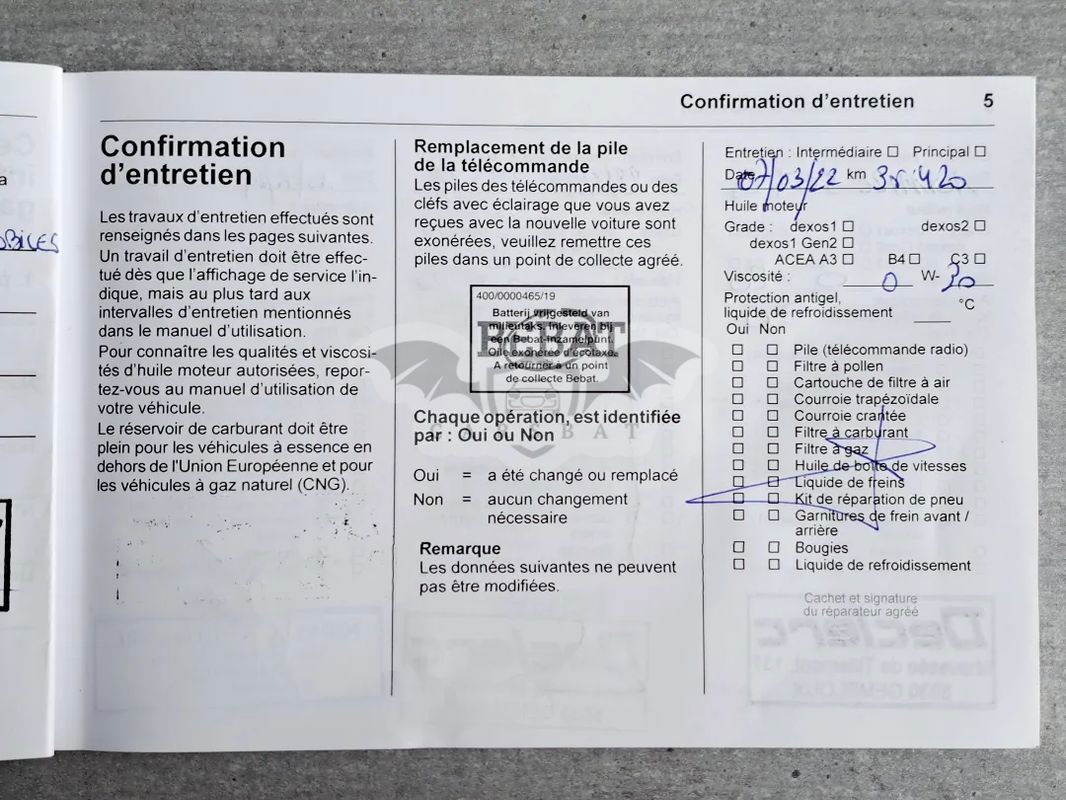 Confirmation d'entretien 5
Confirmation
d'entretien
Les travaux d'entretien effectués sont
renseignés dans les pages suivantes.
Un travail d'entretien doit être effec-
tué dès que l'affichage de service l'in-
dique, mais au plus tard aux
intervalles d'entretien mentionnés
dans le manuel d'utilisation.
Pour connaître les qualités et viscosi-
tés d'huile moteur autorisées, repor-
tez-vous au manuel d'utilisation de
votre véhicule.
Le réservoir de carburant doit être
plein pour les véhicules à essence en
dehors de l'Union Européenne et pour
les véhicules à gaz naturel (CNG).
Remplacement de la pile
de la télécommande
Les piles des télécommandes ou des
cléfs avec éclairage que vous avez
reçues avec la nouvelle voiture sont
exonérées, veuillez remettre ces
piles dans un point de collecte agréé.
400/0000465/19
Batterij vrijgesteld van
milieutaks. Inleveren bij
een Bebat-inzamelpunt.
Pile exonérée d'écotaxe.
A retourner à un point
de collecte Bebat.
BEBAT
CAREBAT
Chaque opération, est identifiée
par : Oui ou Non
Oui = a été changé ou remplacé
Non = aucun changement
nécessaire
Remarque
Les données suivantes ne peuvent
pas être modifiées.
Entretien : Intermédiaire ☐ Principal ☐
Date 07/03/22 km
Huile moteur
Grade : dexos1 ☐ dexos2 ☐
dexos1 Gen2 ☐
ACEA A3 ☐ B4 ☐ C3 ☐
Viscosité : 0 W- 30
Protection antigel,
liquide de refroidissement °C
Oui Non
☐ ☐ Pile (télécommande radio)
☐ ☐ Filtre à pollen
☐ ☐ Cartouche de filtre à air
☐ ☐ Courroie trapézoïdale
☐ ☐ Courroie crantée
☐ ☐ Filtre à carburant
☐ ☐ Filtre à gaz
☐ ☐ Huile de boîte de vitesses
☐ ☐ Liquide de freins
☐ ☐ Kit de réparation de pneu
☐ ☐ Garnitures de frein avant /
arrière
☐ ☐ Bougies
☐ ☐ Liquide de refroidissement
Cachet et signature
du réparateur agréé